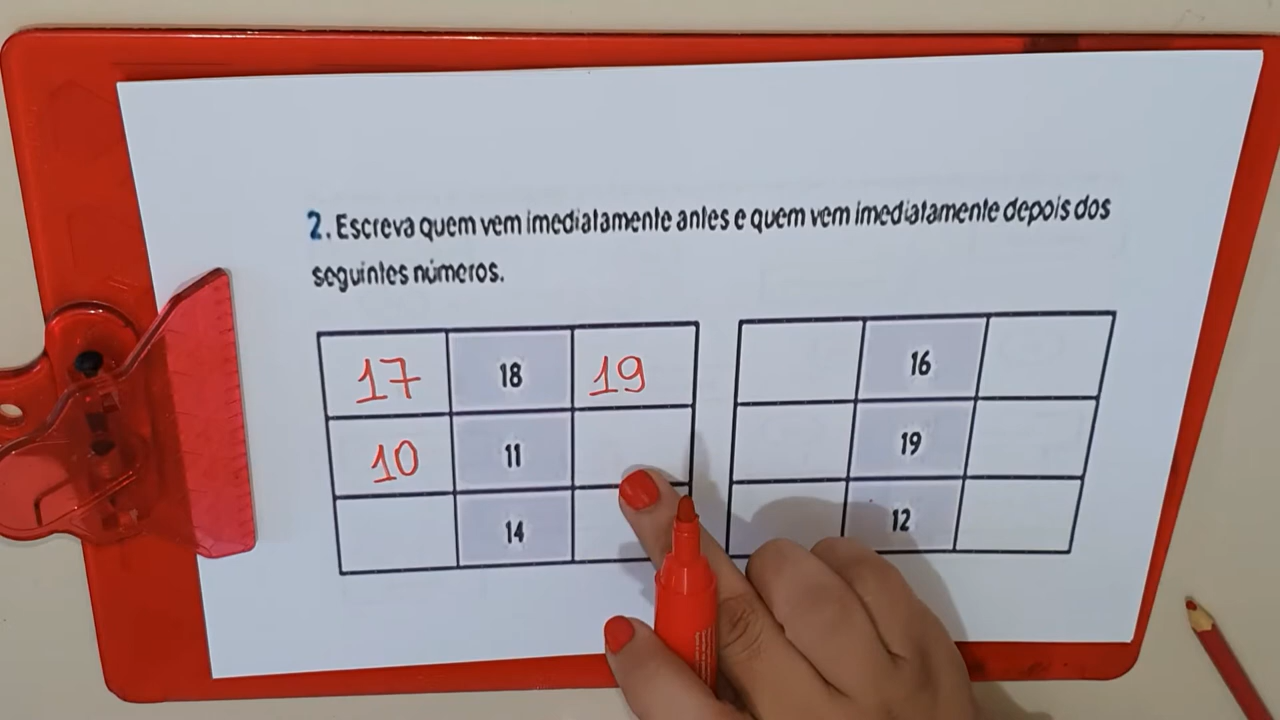 2. Escreva quem vem imediatamente antes e quem vem imediatamente depois dos
seguintes números.
17 18 19
10 11
14
16
19
12